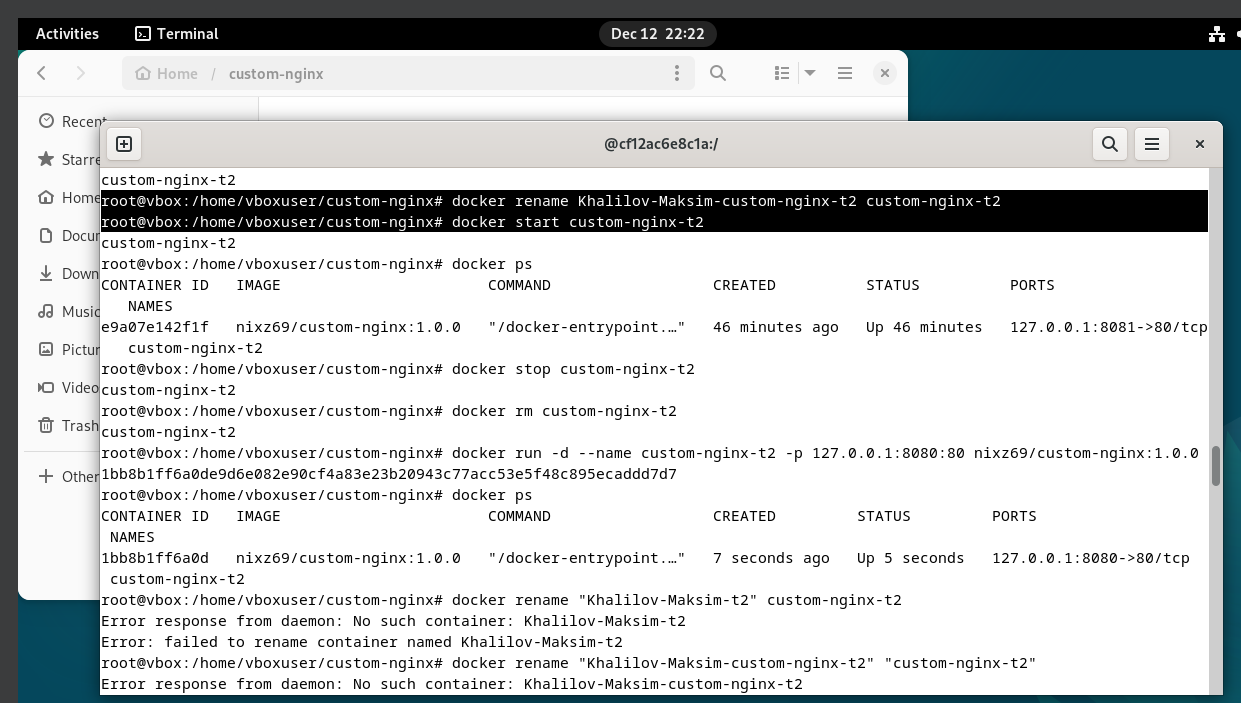 Activities
Terminal
Dec 12 22:22
Home / custom-nginx
Recent
Starre
Home
Docu
Down
Music
Pictur
Video
Trash
Other
@cf12ac6e8c1a:/
custom-nginx-t2
root@vbox:/home/vboxuser/custom-nginx# docker rename Khalilov-Maksim-custom-nginx-t2 custom-nginx-t2
root@vbox:/home/vboxuser/custom-nginx# docker start custom-nginx-t2
custom-nginx-t2
root@vbox:/home/vboxuser/custom-nginx# docker ps
CONTAINER ID   IMAGE                       COMMAND                  CREATED          STATUS          PORTS
   NAMES
e9a07e142f1f   nixz69/custom-nginx:1.0.0   "/docker-entrypoint.…"   46 minutes ago   Up 46 minutes   127.0.0.1:8081->80/tcp
   custom-nginx-t2
root@vbox:/home/vboxuser/custom-nginx# docker stop custom-nginx-t2
custom-nginx-t2
root@vbox:/home/vboxuser/custom-nginx# docker rm custom-nginx-t2
custom-nginx-t2
root@vbox:/home/vboxuser/custom-nginx# docker run -d --name custom-nginx-t2 -p 127.0.0.1:8080:80 nixz69/custom-nginx:1.0.0
1bb8b1ff6a0de9d6e082e90cf4a83e23b20943c77acc53e5f48c895ecaddd7d7
root@vbox:/home/vboxuser/custom-nginx# docker ps
CONTAINER ID   IMAGE                       COMMAND                  CREATED         STATUS         PORTS
 NAMES
1bb8b1ff6a0d   nixz69/custom-nginx:1.0.0   "/docker-entrypoint.…"   7 seconds ago   Up 5 seconds   127.0.0.1:8080->80/tcp
 custom-nginx-t2
root@vbox:/home/vboxuser/custom-nginx# docker rename "Khalilov-Maksim-t2" custom-nginx-t2
Error response from daemon: No such container: Khalilov-Maksim-t2
Error: failed to rename container named Khalilov-Maksim-t2
root@vbox:/home/vboxuser/custom-nginx# docker rename "Khalilov-Maksim-custom-nginx-t2" "custom-nginx-t2"
Error response from daemon: No such container: Khalilov-Maksim-custom-nginx-t2